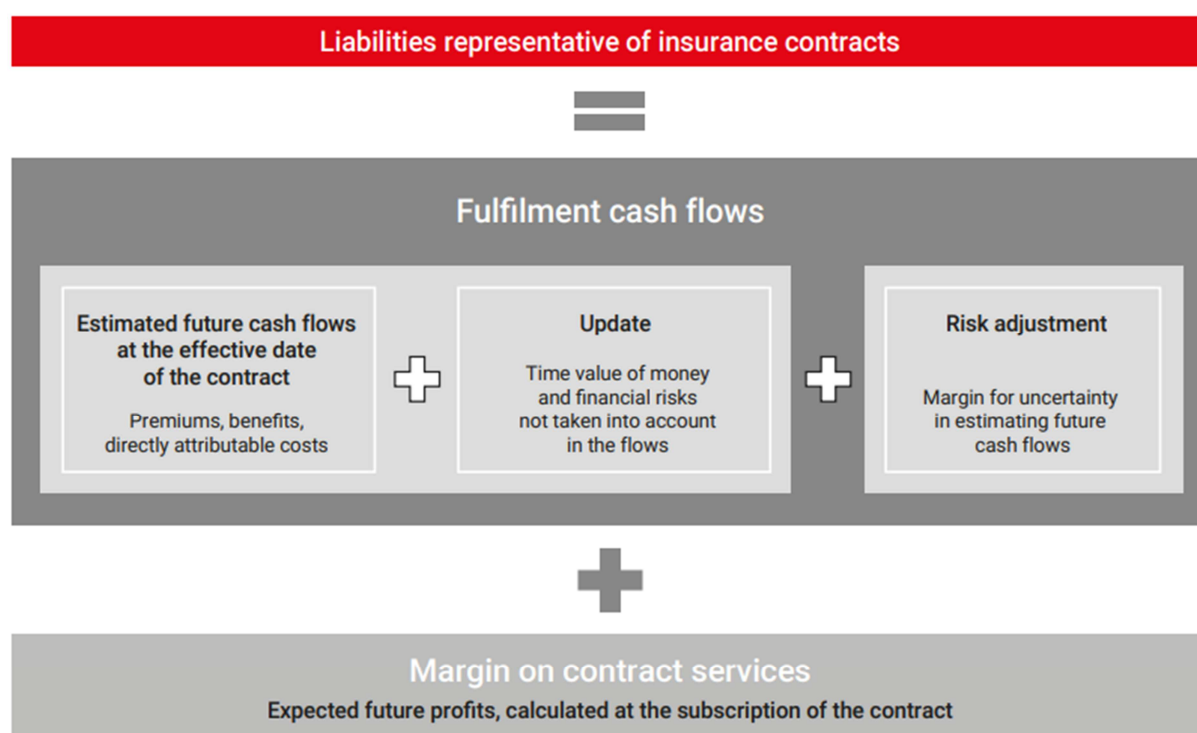 Liabilities representative of insurance contracts
Fulfilment cash flows
Estimated future cash flows
at the effective date
of the contract
Premiums, benefits,
directly attributable costs
Update
Time value of money
and financial risks
not taken into account
in the flows
Risk adjustment
Margin for uncertainty
in estimating future
cash flows
Margin on contract services
Expected future profits, calculated at the subscription of the contract